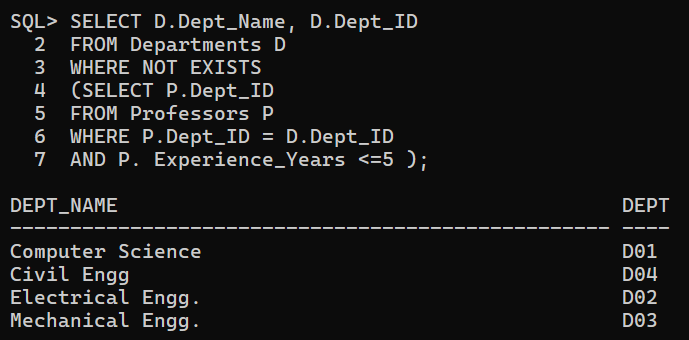 SQL> SELECT D.Dept_Name, D.Dept_ID
2 FROM Departments D
3 WHERE NOT EXISTS
4 (SELECT P.Dept_ID
5 FROM Professors P
6 WHERE P.Dept_ID = D.Dept_ID
7 AND P. Experience_Years <=5 );
DEPT_NAME DEPT
-------------------------------------------------- ----
Computer Science D01
Civil Engg D04
Electrical Engg. D02
Mechanical Engg. D03